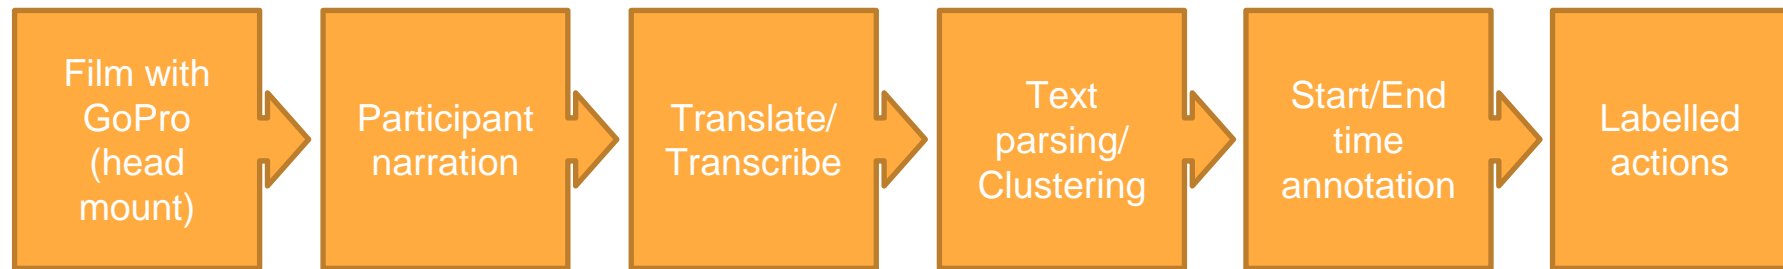 Film with
GoPro
(head
mount)
Participant
narration
Translate/
Transcribe
Text
parsing/
Clustering
Start/End
time
annotation
Labelled
actions